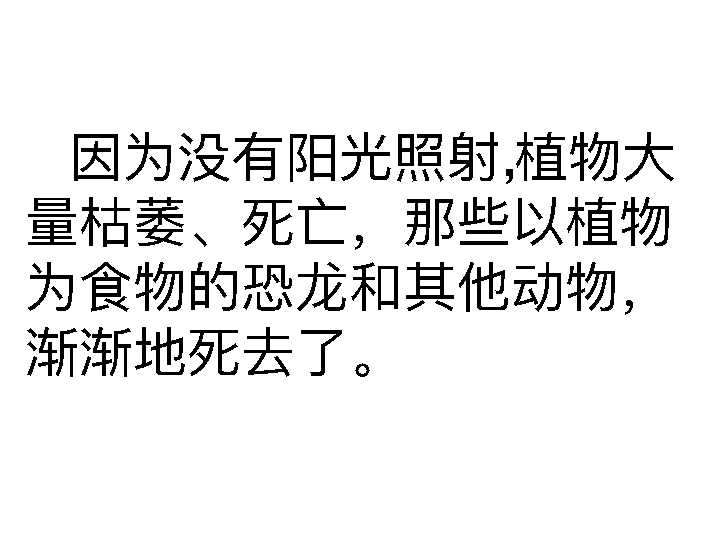 因为没有阳光照射,植物大
量枯萎、死亡，那些以植物
为食物的恐龙和其他动物，
渐渐地死去了。